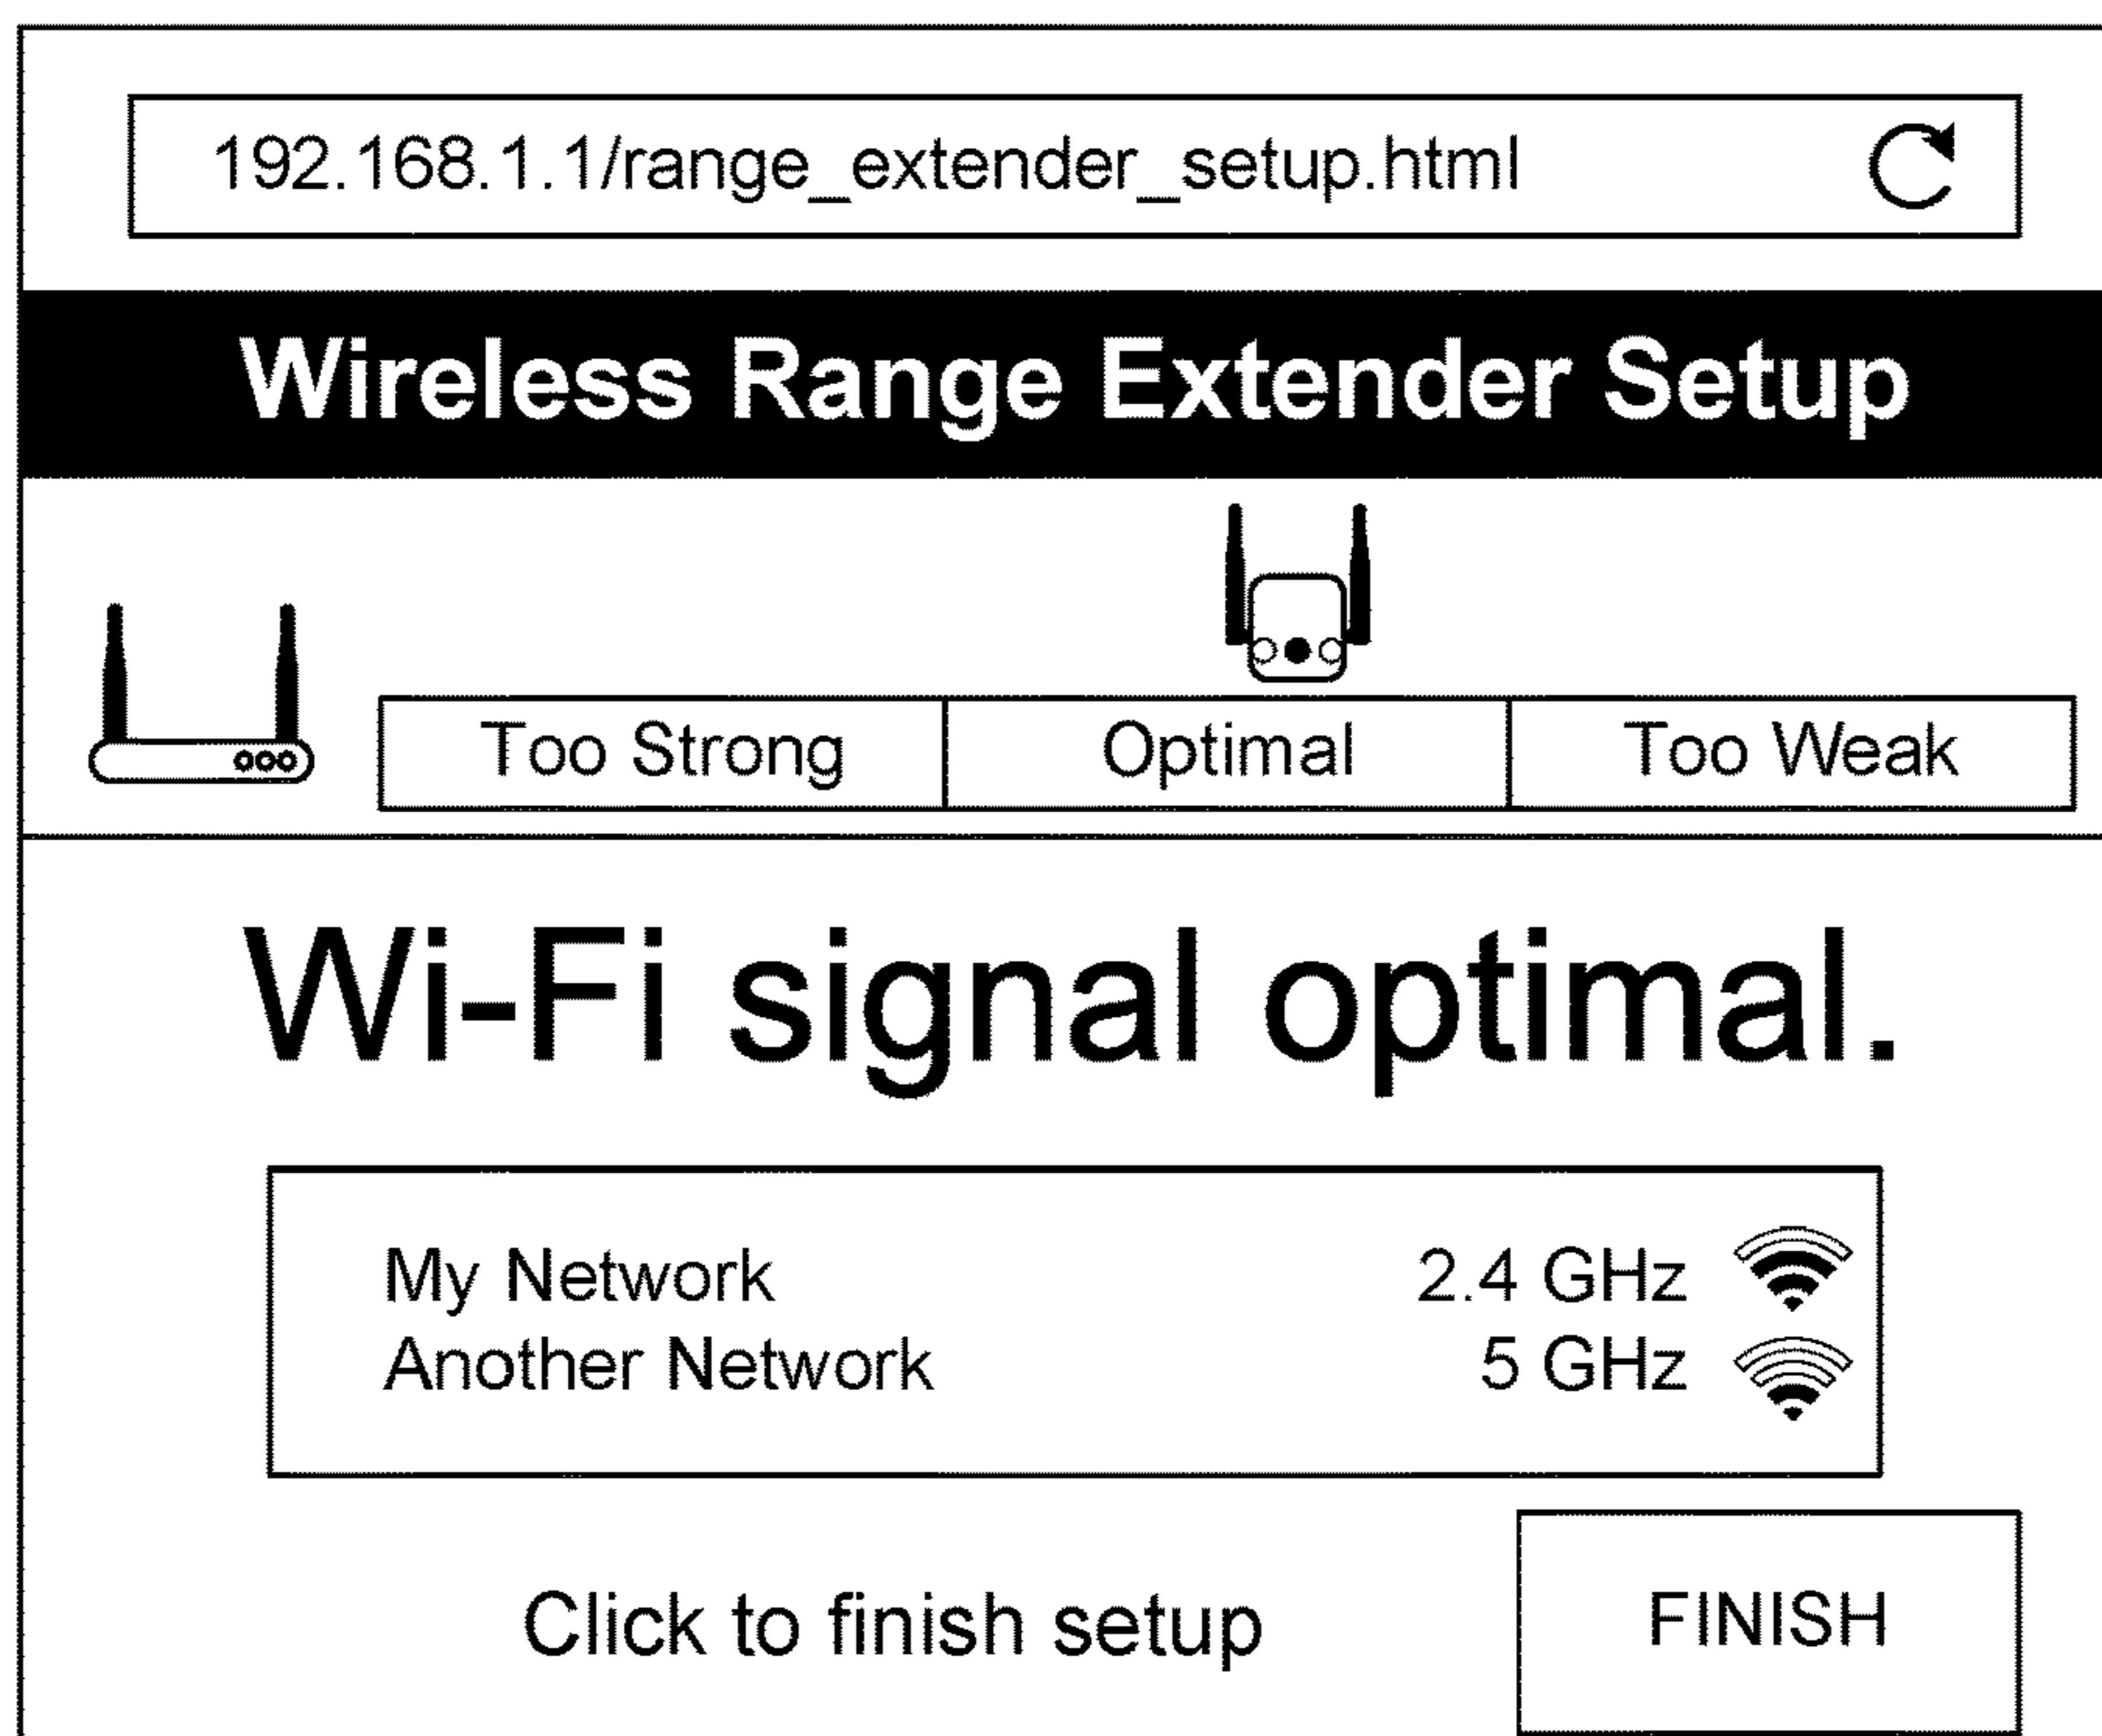 192.168.1.1/range_extender_setup.html
Wireless Range Extender Setup
Too Strong Optimal Too Weak
Wi-Fi signal optimal.
My Network 2.4 GHz
Another Network 5 GHz
Click to finish setup FINISH